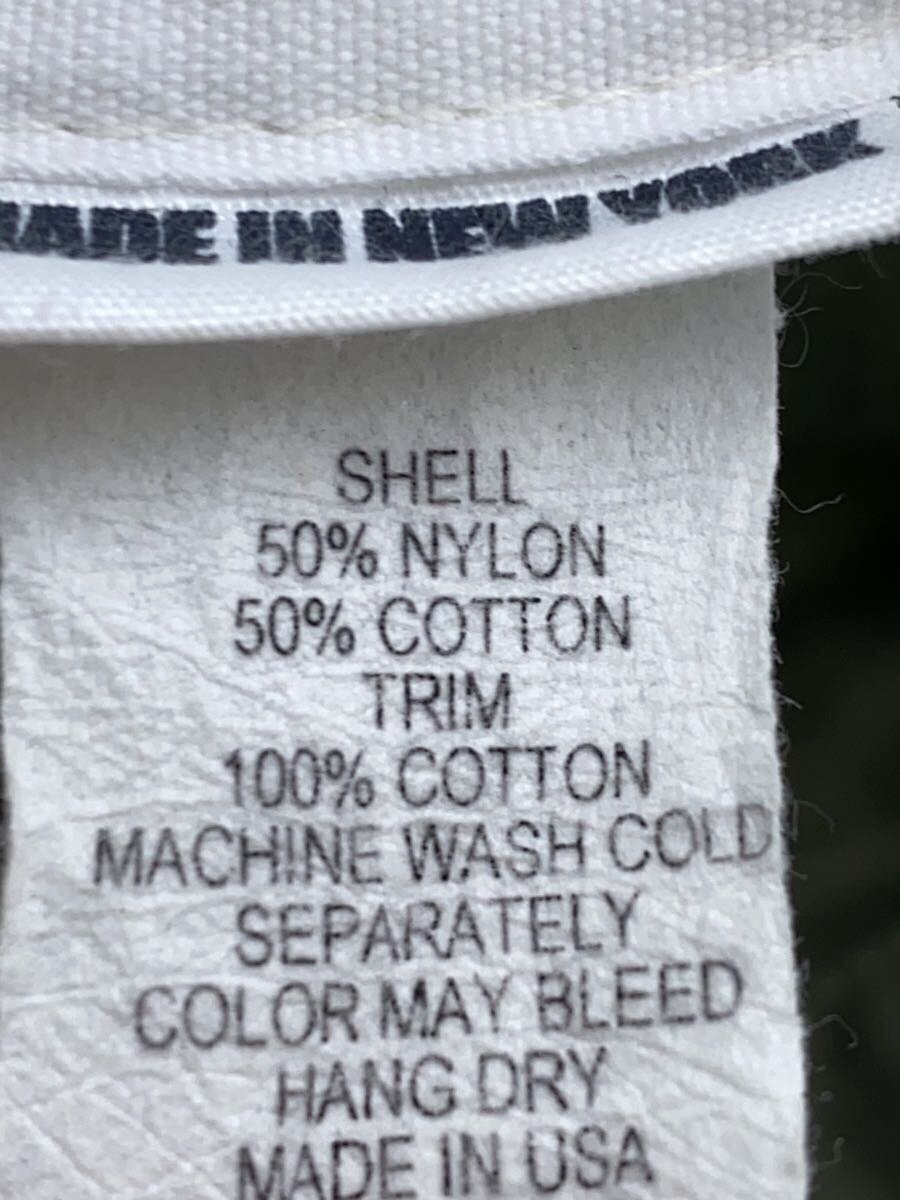 MADE IN NEW YORK
SHELL
50% NYLON
50% COTTON
TRIM
100% COTTON
MACHINE WASH COLD
SEPARATELY
COLOR MAY BLEED
HANG DRY
MADE IN USA